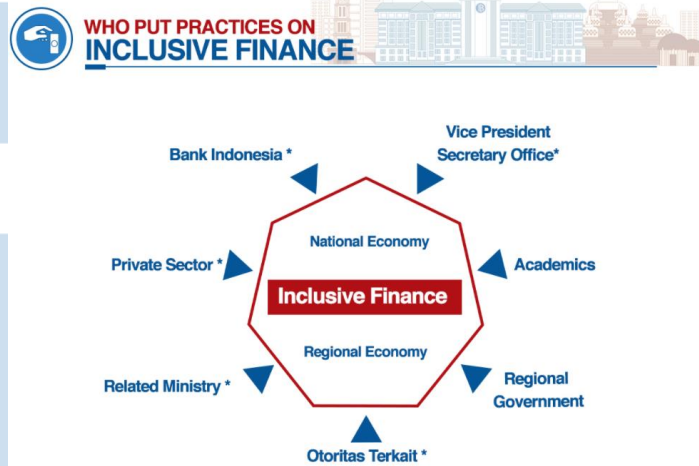 WHO PUT PRACTICES ON
INCLUSIVE FINANCE
Vice President
Secretary Office*
Bank Indonesia *
National Economy
Private Sector *
Academics
Inclusive Finance
Regional Economy
Related Ministry *
Regional
Government
Otoritas Terkait *